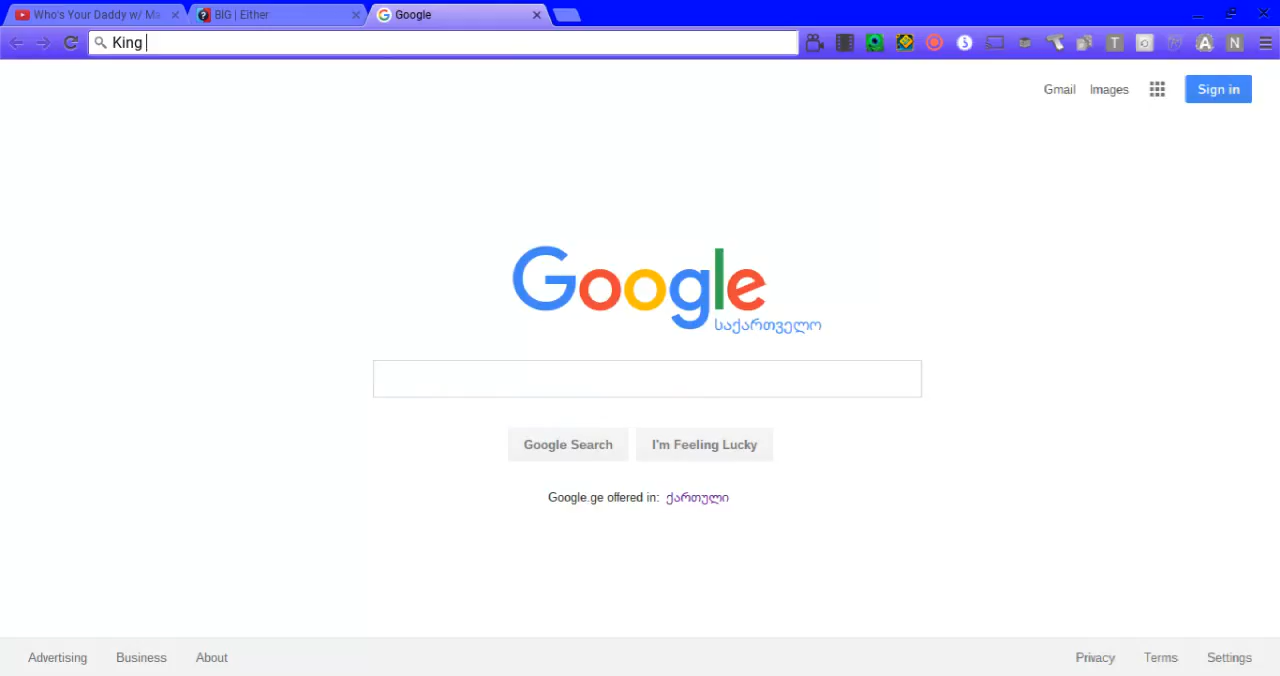 Who's Your Daddy w/ Ma
BIG | Either
Google
King
Gmail Images Sign in
Google
საქართველო
Google Search I'm Feeling Lucky
Google.ge offered in: ქართული
Advertising Business About Privacy Terms Settings